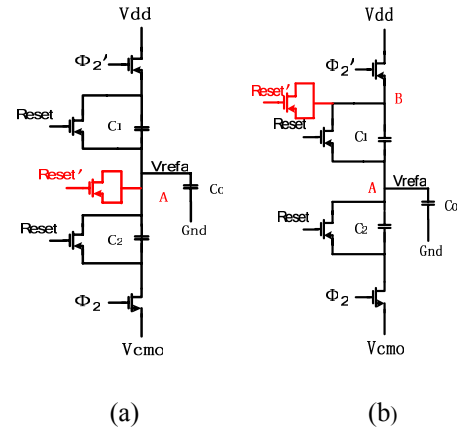 Vdd
Φ2'
Reset
C1
Reset'
Vrefa
A
Co
Reset
C2
Gnd
Φ2
Vcmo
(a)
Vdd
Φ2'
Reset'
B
Reset
C1
A
Vrefa
Co
Reset
C2
Gnd
Φ2
Vcmo
(b)